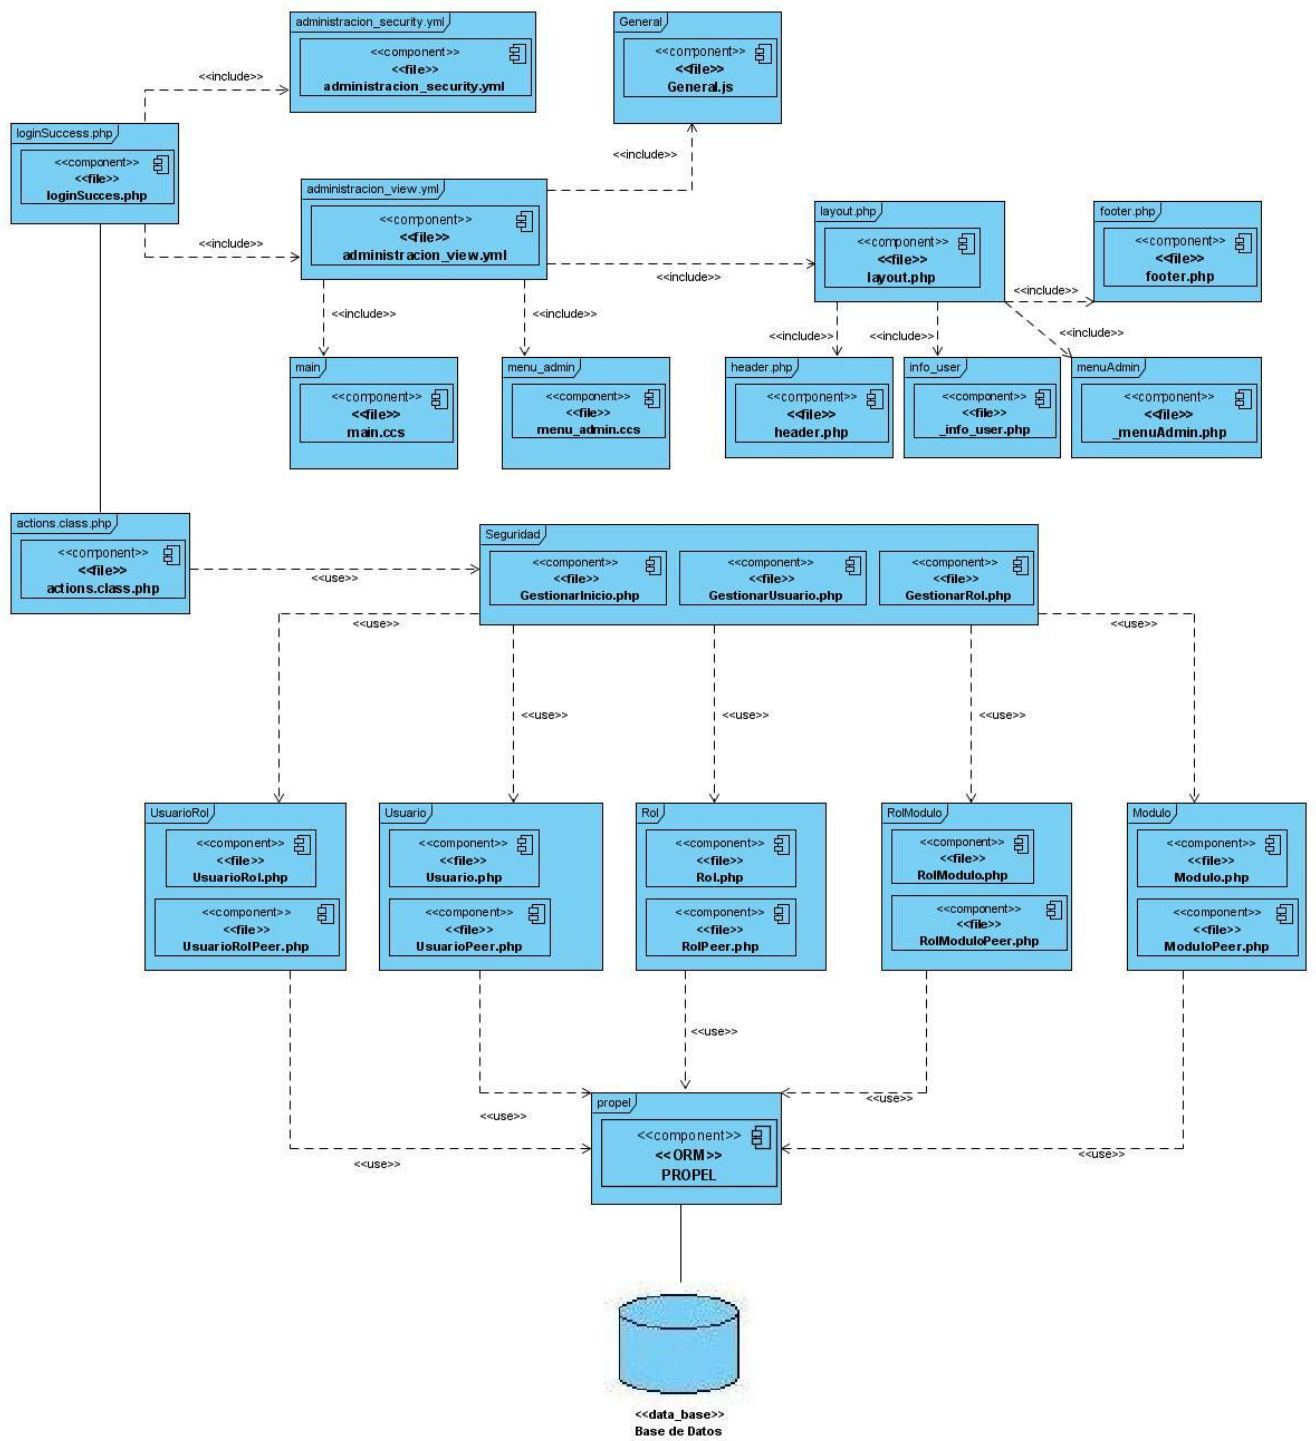 administracion_security.yml
<<component>>
<<file>>
administracion_security.yml
General
<<component>>
<<file>>
General.js
<<include>>
loginSuccess.php
<<component>>
<<file>>
loginSucces.php
<<include>>
administracion_view.yml
<<component>>
<<file>>
administracion_view.yml
<<include>>
<<include>>
layout.php
<<component>>
<<file>>
layout.php
footer.php
<<component>>
<<file>>
footer.php
<<include>>
<<include>>
<<include>>
<<include>>
<<include>>
<<include>>
main
<<component>>
<<file>>
main.ccs
menu_admin
<<component>>
<<file>>
menu_admin.ccs
header.php
<<component>>
<<file>>
header.php
info_user
<<component>>
<<file>>
_info_user.php
menuAdmin
<<component>>
<<file>>
_menuAdmin.php
actions.class.php
<<component>>
<<file>>
actions.class.php
<<use>>
Seguridad
<<component>>
<<file>>
GestionarInicio.php
<<component>>
<<file>>
GestionarUsuario.php
<<component>>
<<file>>
GestionarRol.php
<<use>>
<<use>>
<<use>>
<<use>>
<<use>>
UsuarioRol
<<component>>
<<file>>
UsuarioRol.php
<<component>>
<<file>>
UsuarioRolPeer.php
Usuario
<<component>>
<<file>>
Usuario.php
<<component>>
<<file>>
UsuarioPeer.php
Rol
<<component>>
<<file>>
Rol.php
<<component>>
<<file>>
RolPeer.php
RolModulo
<<component>>
<<file>>
RolModulo.php
<<component>>
<<file>>
RolModuloPeer.php
Modulo
<<component>>
<<file>>
Modulo.php
<<component>>
<<file>>
ModuloPeer.php
<<use>>
<<use>>
<<use>>
<<use>>
<<use>>
propel
<<component>>
<<ORM>>
PROPEL
<<data_base>>
Base de Datos